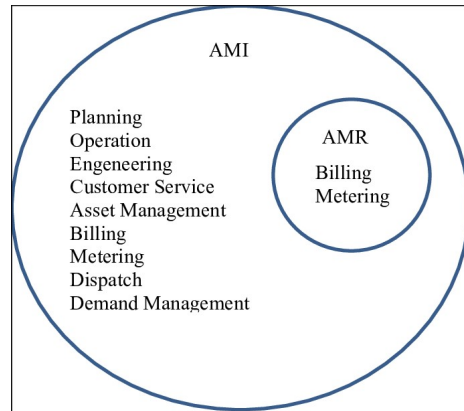 AMI
Planning
Operation
Engeneering
Customer Service
Asset Management
Billing
Metering
Dispatch
Demand Management
AMR
Billing
Metering